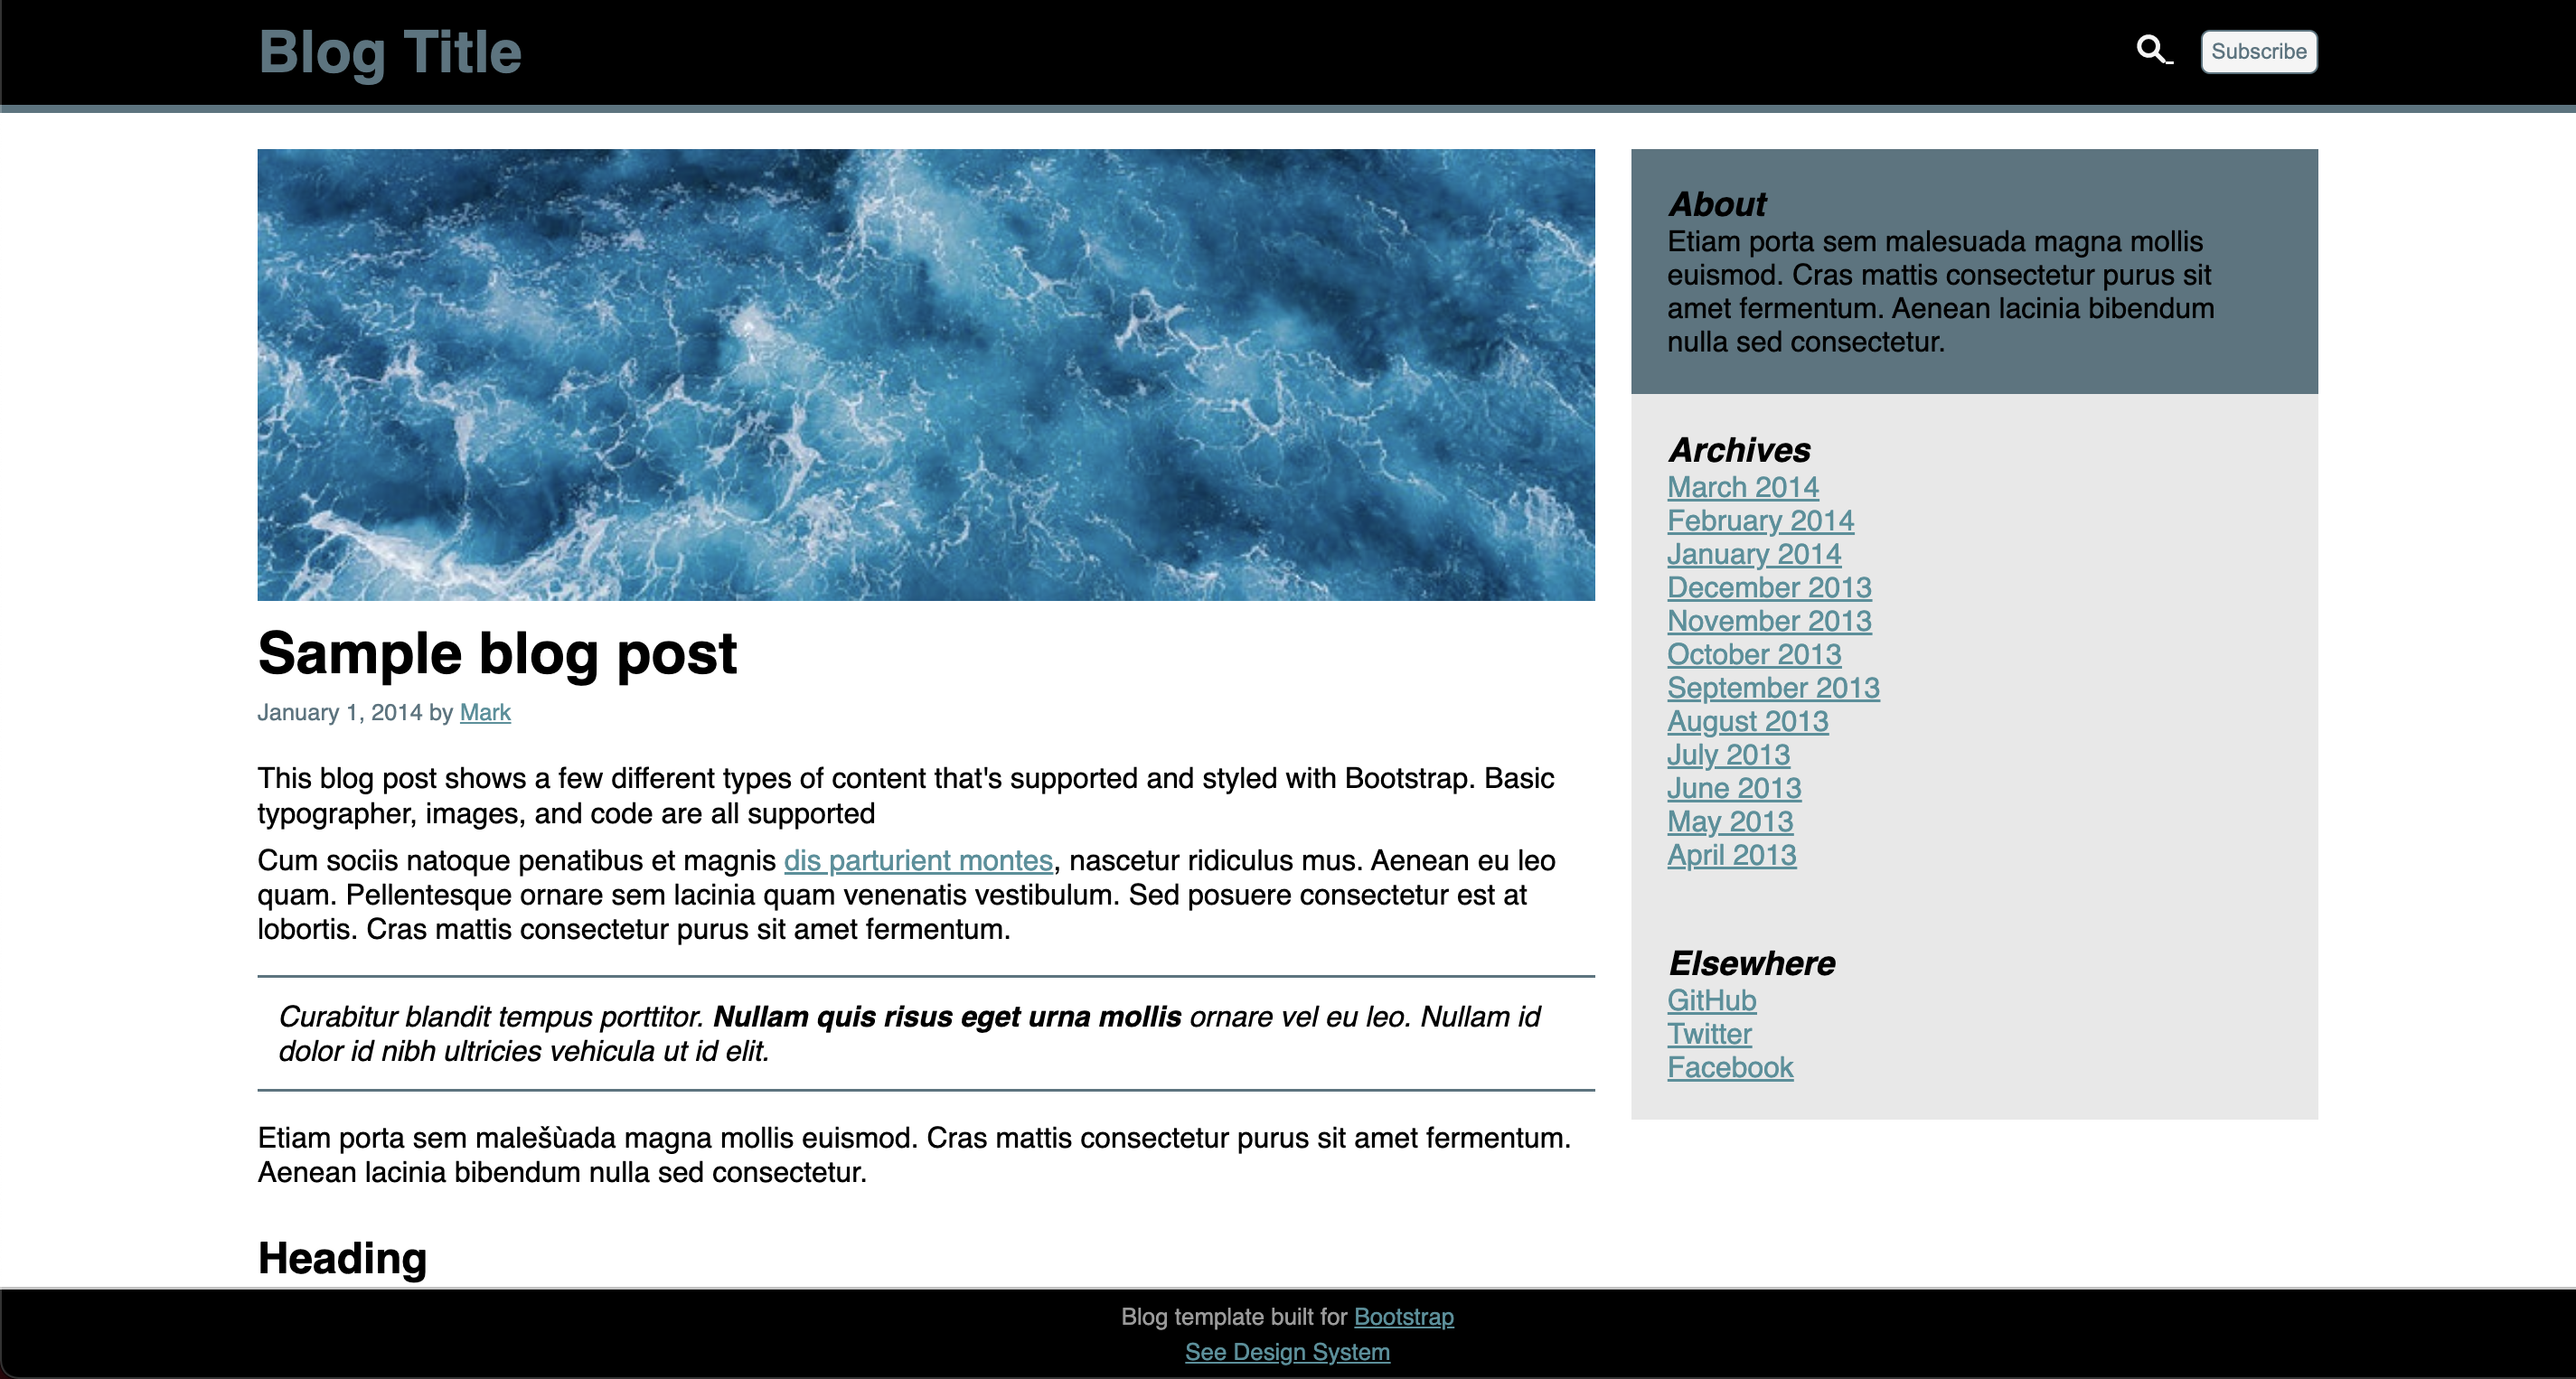 Blog Title
Subscribe
Sample blog post
January 1, 2014 by Mark
This blog post shows a few different types of content that's supported and styled with Bootstrap. Basic
typographer, images, and code are all supported
Cum sociis natoque penatibus et magnis dis parturient montes, nascetur ridiculus mus. Aenean eu leo
quam. Pellentesque ornare sem lacinia quam venenatis vestibulum. Sed posuere consectetur est at
lobortis. Cras mattis consectetur purus sit amet fermentum.
Curabitur blandit tempus porttitor. Nullam quis risus eget urna mollis ornare vel eu leo. Nullam id
dolor id nibh ultricies vehicula ut id elit.
Etiam porta sem malešùada magna mollis euismod. Cras mattis consectetur purus sit amet fermentum.
Aenean lacinia bibendum nulla sed consectetur.
Heading
About
Etiam porta sem malesuada magna mollis
euismod. Cras mattis consectetur purus sit
amet fermentum. Aenean lacinia bibendum
nulla sed consectetur.
Archives
March 2014
February 2014
January 2014
December 2013
November 2013
October 2013
September 2013
August 2013
July 2013
June 2013
May 2013
April 2013
Elsewhere
GitHub
Twitter
Facebook
Blog template built for Bootstrap
See Design System